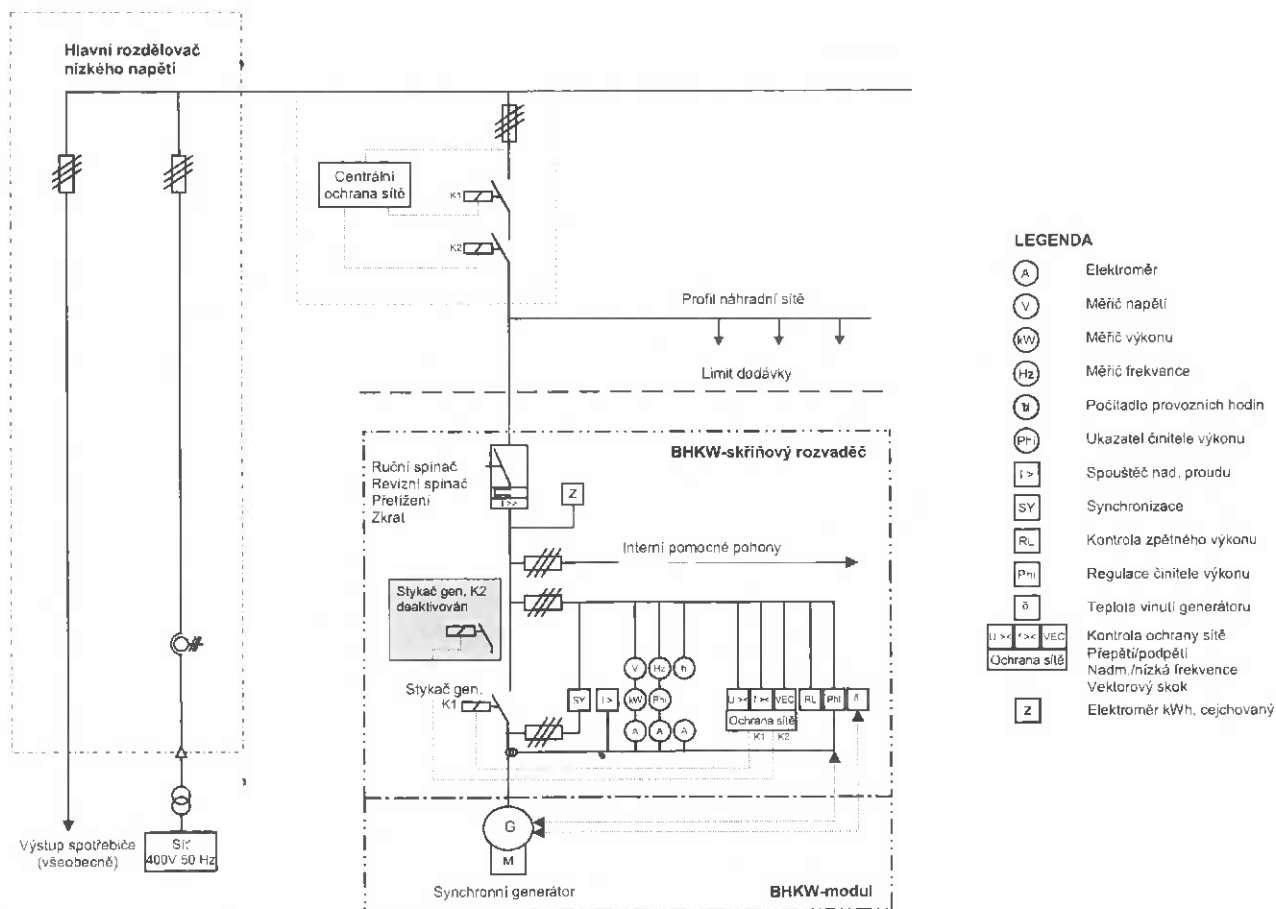 Hlavní rozdělovač
nízkého napětí
Centrální
ochrana sítě
K1
K2
Profil náhradní sítě
Limit dodávky
BHKW-skříňový rozvaděč
Ruční spínač
Revizní spínač
Přetížení
Zkrat
I >>
Z
Interní pomocné pohony
Stykač gen, K2
deaktivován
Stykač gen,
K1
V
Hz
h
kW
Phi
A
A
A
SY
I >
U ><
f ><
VEC
RL
Phi
δ
Ochrana sítě
K1
K2
G
M
Synchronní generátor
BHKW-modul
Výstup spotřebiča
(všeobecně)
Síť
400V 50 Hz
LEGENDA
A Elektroměr
V Měřič napětí
kW Měřič výkonu
Hz Měřič frekvence
h Počítadlo provozních hodin
Phi Ukazatel činitele výkonu
I > Spouštěč nad. proudu
SY Synchronizace
RL Kontrola zpětného výkonu
Phi Regulace činitele výkonu
δ Teplota vinutí generátoru
U >< f >< VEC Kontrola ochrany sítě
Ochrana sítě Přepětí/podpětí
Nadm./nízká frekvence
Vektorový skok
Z Elektroměr kWh, cejchovaný